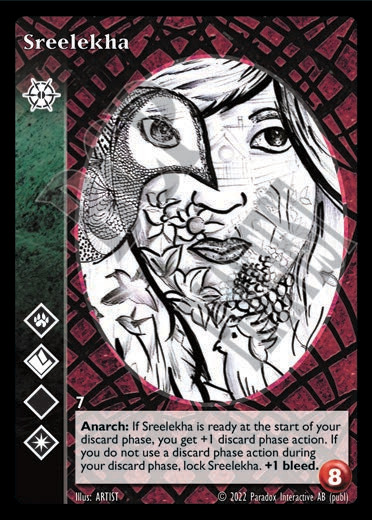 Sreelekha
7
Anarch: If Sreelekha is ready at the start of your
discard phase, you get +1 discard phase action. If
you do not use a discard phase action during
your discard phase, lock Sreelekha. +1 bleed.
8
Illus: ARTIST
© 2022 Paradox Interactive AB (publ)